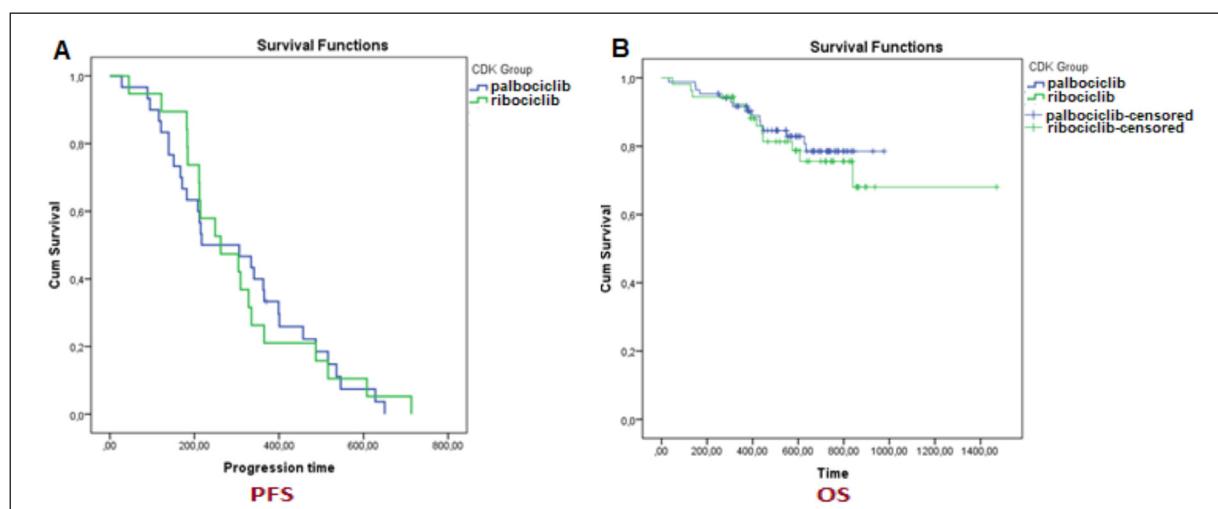 A
Survival Functions
CDK Group
palbociclib
ribociclib
Cum Survival
1,0
0,8
0,6
0,4
0,2
0,0
,00
200,00
400,00
600,00
800,00
Progression time
PFS
B
Survival Functions
CDK Group
palbociclib
ribociclib
palbociclib-censored
ribociclib-censored
Cum Survival
1,0
0,8
0,6
0,4
0,2
0,0
,00
200,00
400,00
600,00
800,00
1000,00
1200,00
1400,00
Time
OS